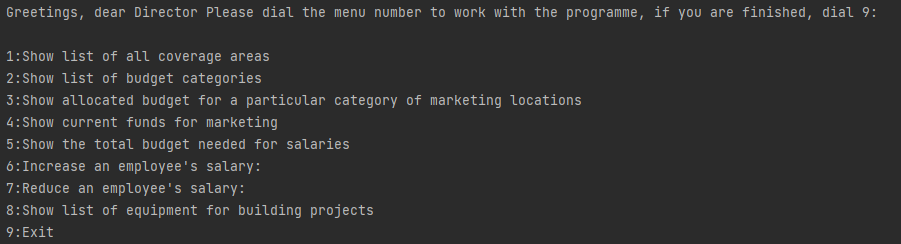 Greetings, dear Director Please dial the menu number to work with the programme, if you are finished, dial 9:
1:Show list of all coverage areas
2:Show list of budget categories
3:Show allocated budget for a particular category of marketing locations
4:Show current funds for marketing
5:Show the total budget needed for salaries
6:Increase an employee's salary:
7:Reduce an employee's salary:
8:Show list of equipment for building projects
9:Exit